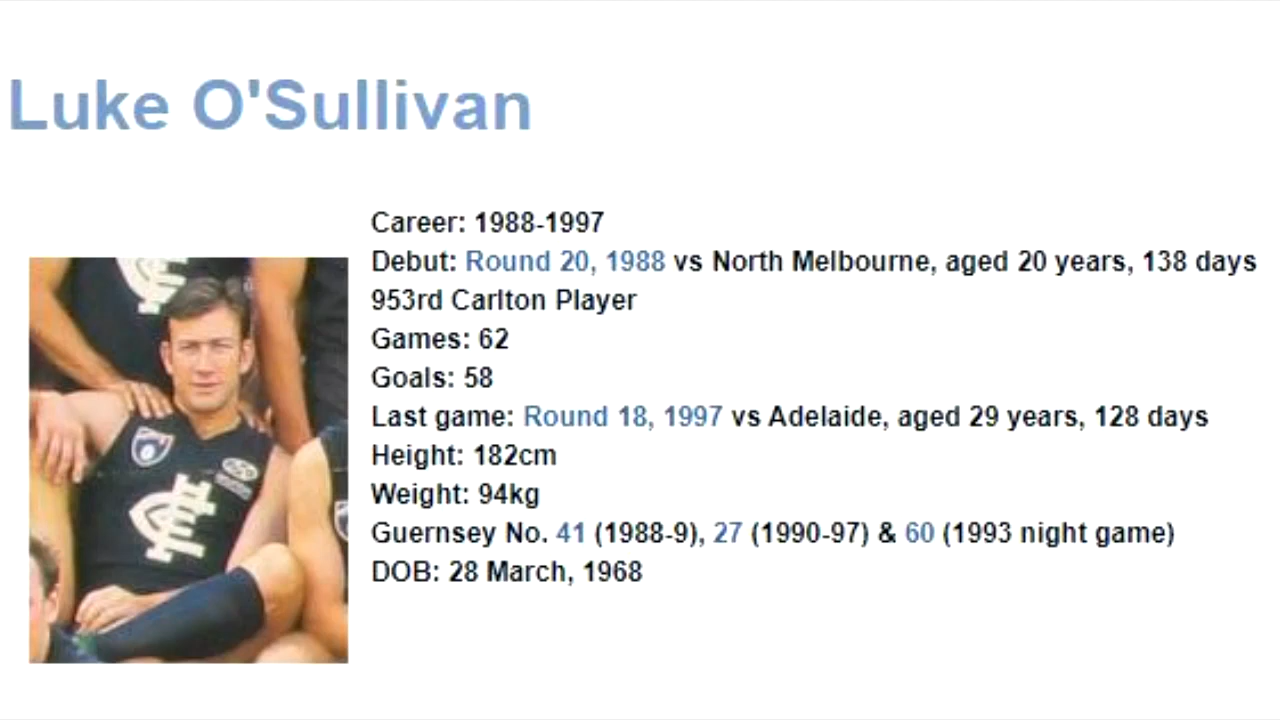 Luke O'Sullivan
Career: 1988-1997
Debut: Round 20, 1988 vs North Melbourne, aged 20 years, 138 days
953rd Carlton Player
Games: 62
Goals: 58
Last game: Round 18, 1997 vs Adelaide, aged 29 years, 128 days
Height: 182cm
Weight: 94kg
Guernsey No. 41 (1988-9), 27 (1990-97) & 60 (1993 night game)
DOB: 28 March, 1968